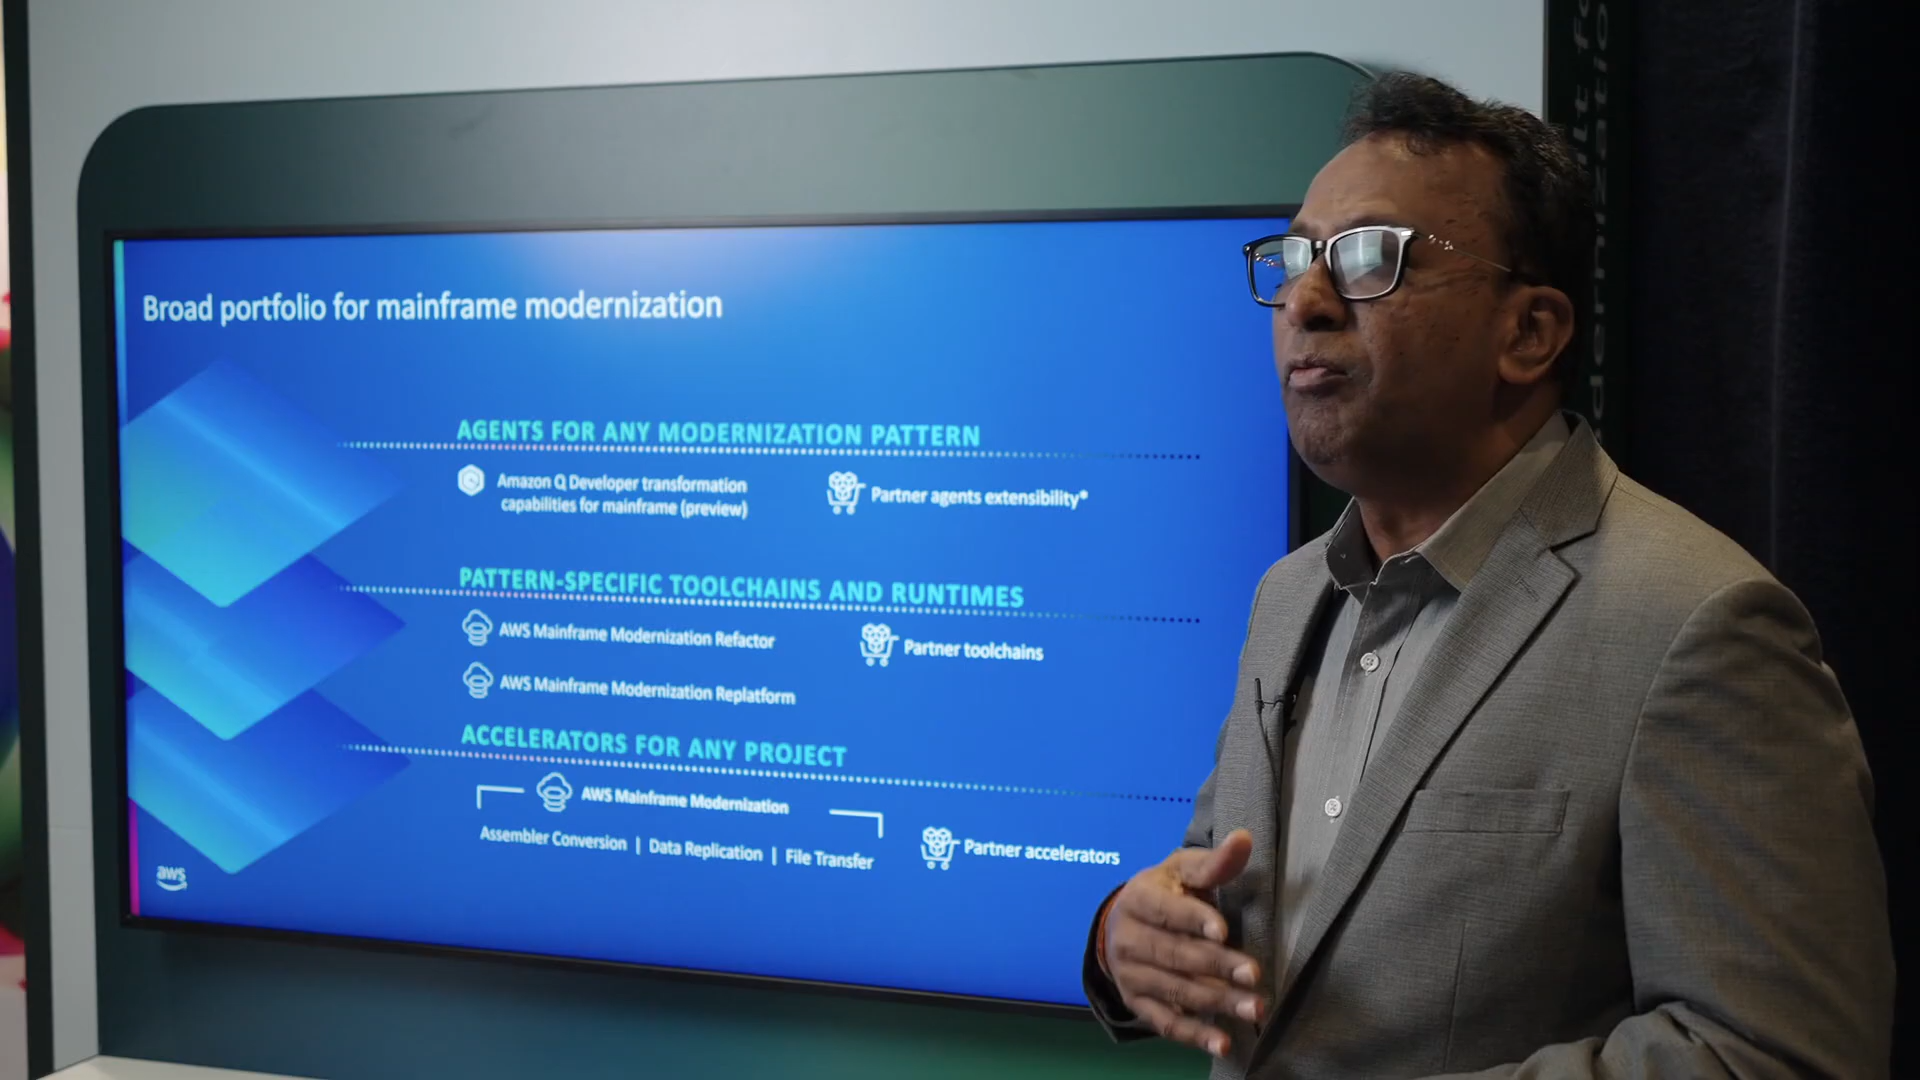 Broad portfolio for mainframe modernization
AGENTS FOR ANY MODERNIZATION PATTERN
Amazon Q Developer transformation
capabilities for mainframe (preview)
Partner agents extensibility*
PATTERN-SPECIFIC TOOLCHAINS AND RUNTIMES
AWS Mainframe Modernization Refactor
Partner toolchains
AWS Mainframe Modernization Replatform
ACCELERATORS FOR ANY PROJECT
AWS Mainframe Modernization
Assembler Conversion | Data Replication | File Transfer
Partner accelerators
aws